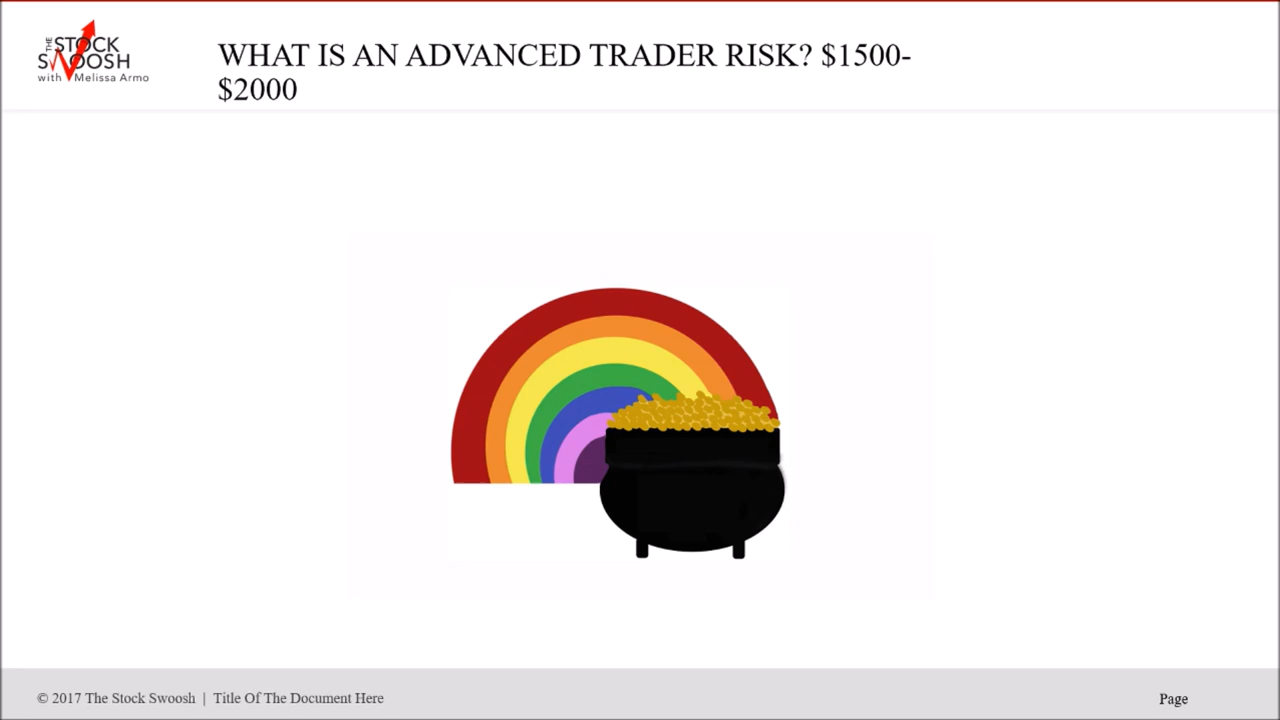 THE STOCK
SWOOSH
with Melissa Armo
WHAT IS AN ADVANCED TRADER RISK? $1500-
$2000
© 2017 The Stock Swoosh | Title Of The Document Here
Page